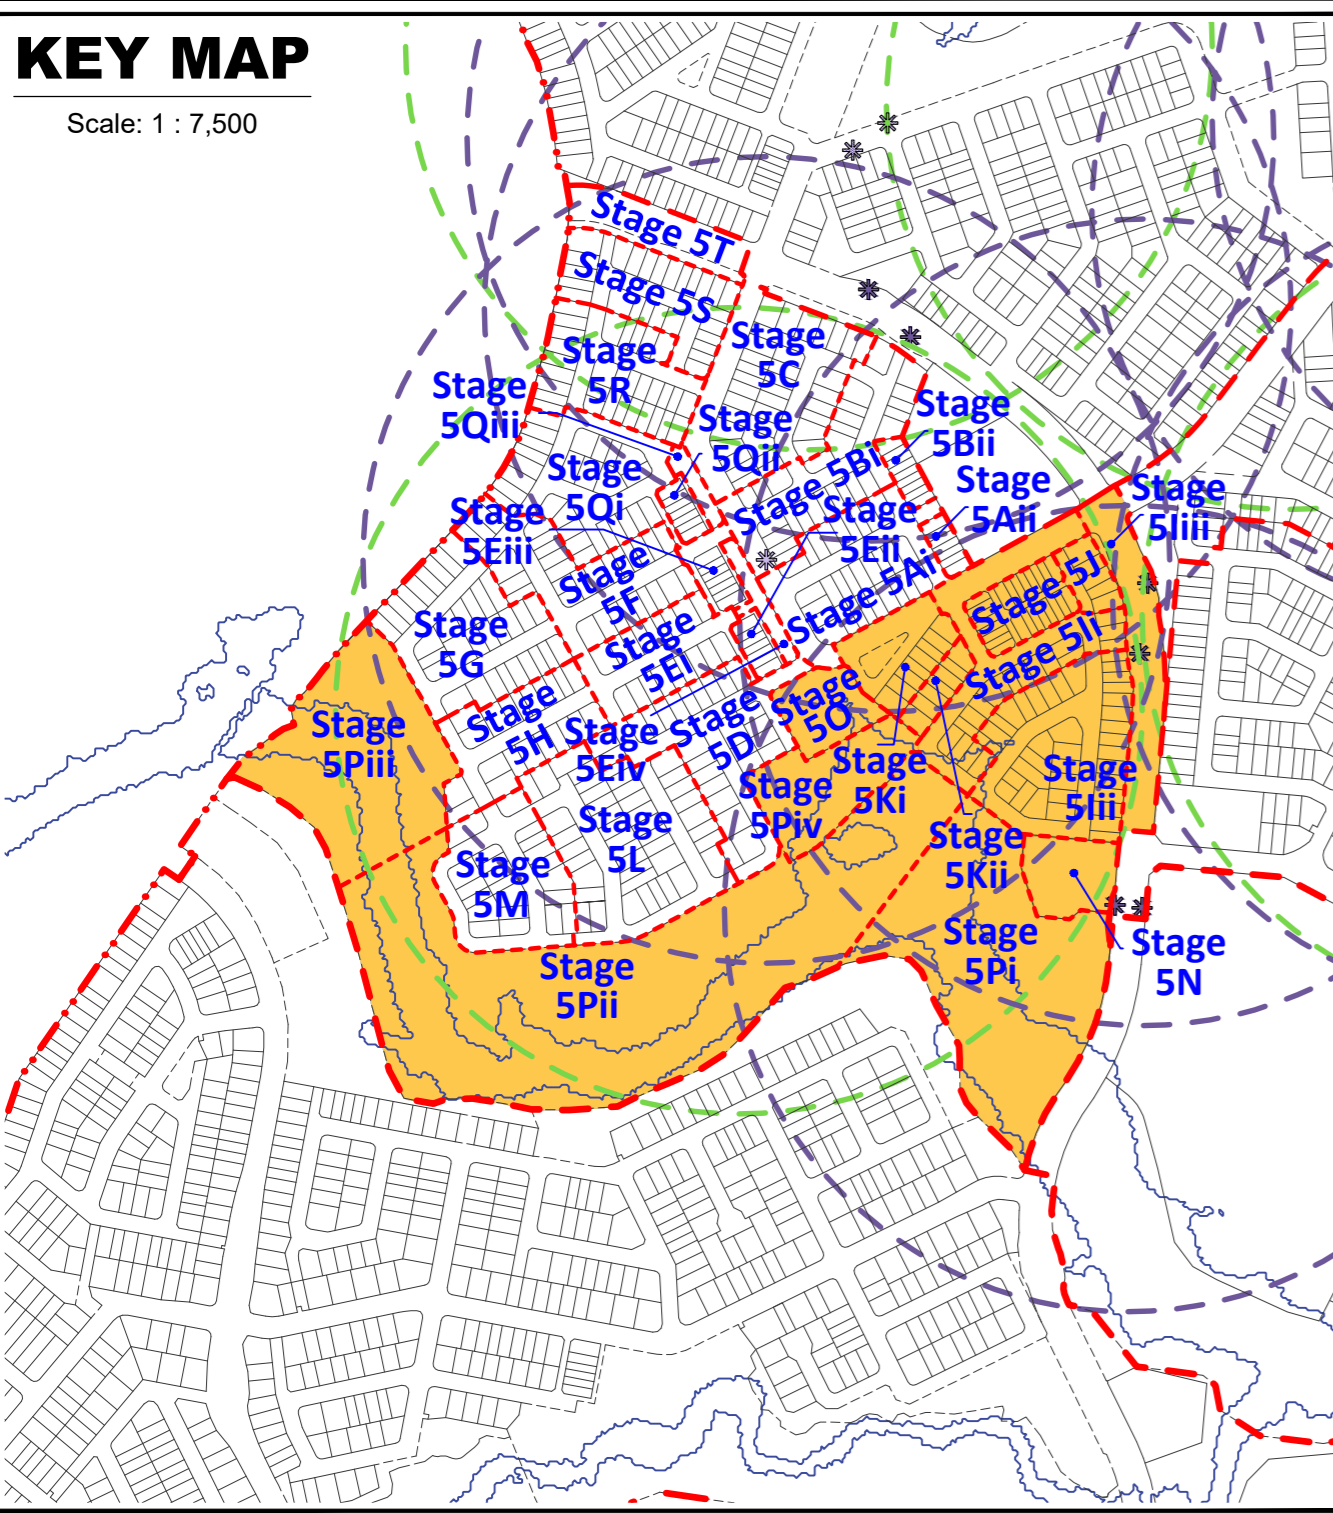 KEY MAP
Scale: 1 : 7,500
Stage 5T
Stage 5S
Stage
5C
Stage
5R
Stage
5Qiii
Stage
5Qii
Stage
5Bii
Stage
5Qi
Stage 5Bi
Stage
5Aii
Stage
5Iiii
Stage
5Eiii
Stage
5Eii
Stage
5F
Stage 5Ai
Stage 5J
Stage
5G
Stage
5Ei
Stage 5Ii
Stage
5H
Stage
5Eiv
Stage
5D
Stage
5O
Stage
5Piii
Stage
5Ki
Stage
5Iii
Stage
5Piv
Stage
5L
Stage
5Kii
Stage
5M
Stage
5Pi
Stage
5N
Stage
5Pii